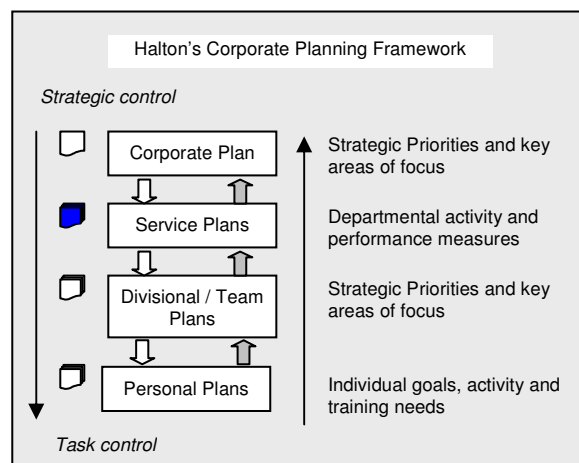 Halton's Corporate Planning Framework
Strategic control
Corporate Plan
Strategic Priorities and key
areas of focus
Service Plans
Departmental activity and
performance measures
Divisional / Team
Plans
Strategic Priorities and key
areas of focus
Personal Plans
Individual goals, activity and
training needs
Task control